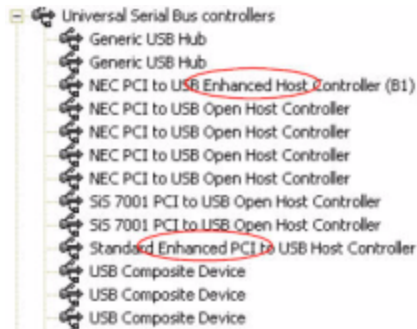 Universal Serial Bus controllers
Generic USB Hub
Generic USB Hub
NEC PCI to USB Enhanced Host Controller (B1)
NEC PCI to USB Open Host Controller
NEC PCI to USB Open Host Controller
NEC PCI to USB Open Host Controller
NEC PCI to USB Open Host Controller
SiS 7001 PCI to USB Open Host Controller
SiS 7001 PCI to USB Open Host Controller
Standard Enhanced PCI to USB Host Controller
USB Composite Device
USB Composite Device
USB Composite Device